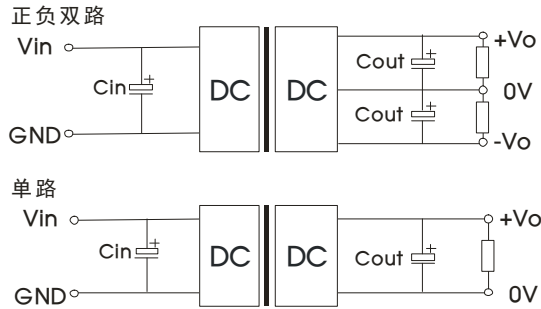 正负双路
Vin
+Vo
Cout +
Cin +
DC DC
0V
Cout +
GND
-Vo
单路
Vin
+Vo
Cin +
DC DC
Cout +
GND
0V